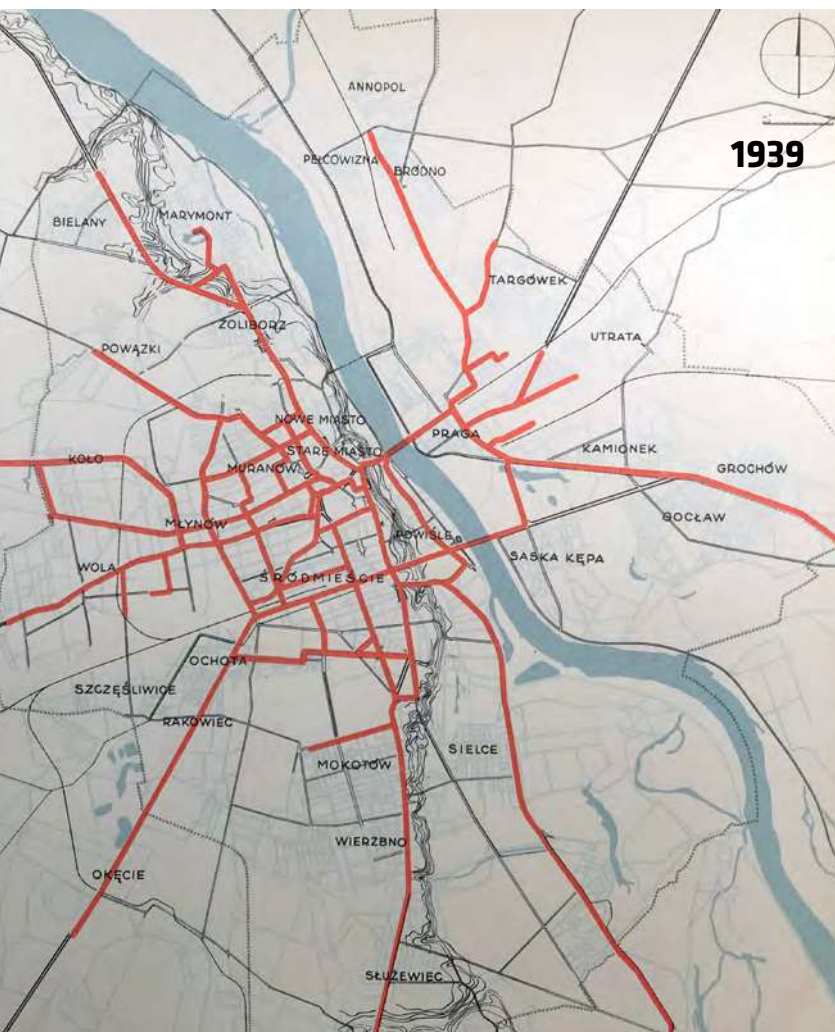 ANNOPOL
1939
PELCOWIZNA
BRÓDNO
BIELANY
MARYMONT
TARGÓWEK
ŻOLIBORZ
UTRATA
POWĄZKI
NOWE MIASTO
PRAGA
STARE MIASTO
KAMIONEK
KOŁO
MURANÓW
GROCHÓW
GOCŁAW
MŁYNÓW
POWIŚLE
SASKA KĘPA
WOLA
ŚRÓDMIEŚCIE
OCHOTA
SZCZĘŚLIWICE
RAKOWIEC
SIELCE
MOKOTÓW
WIERZBNO
OKĘCIE
SŁUŻEWIEC